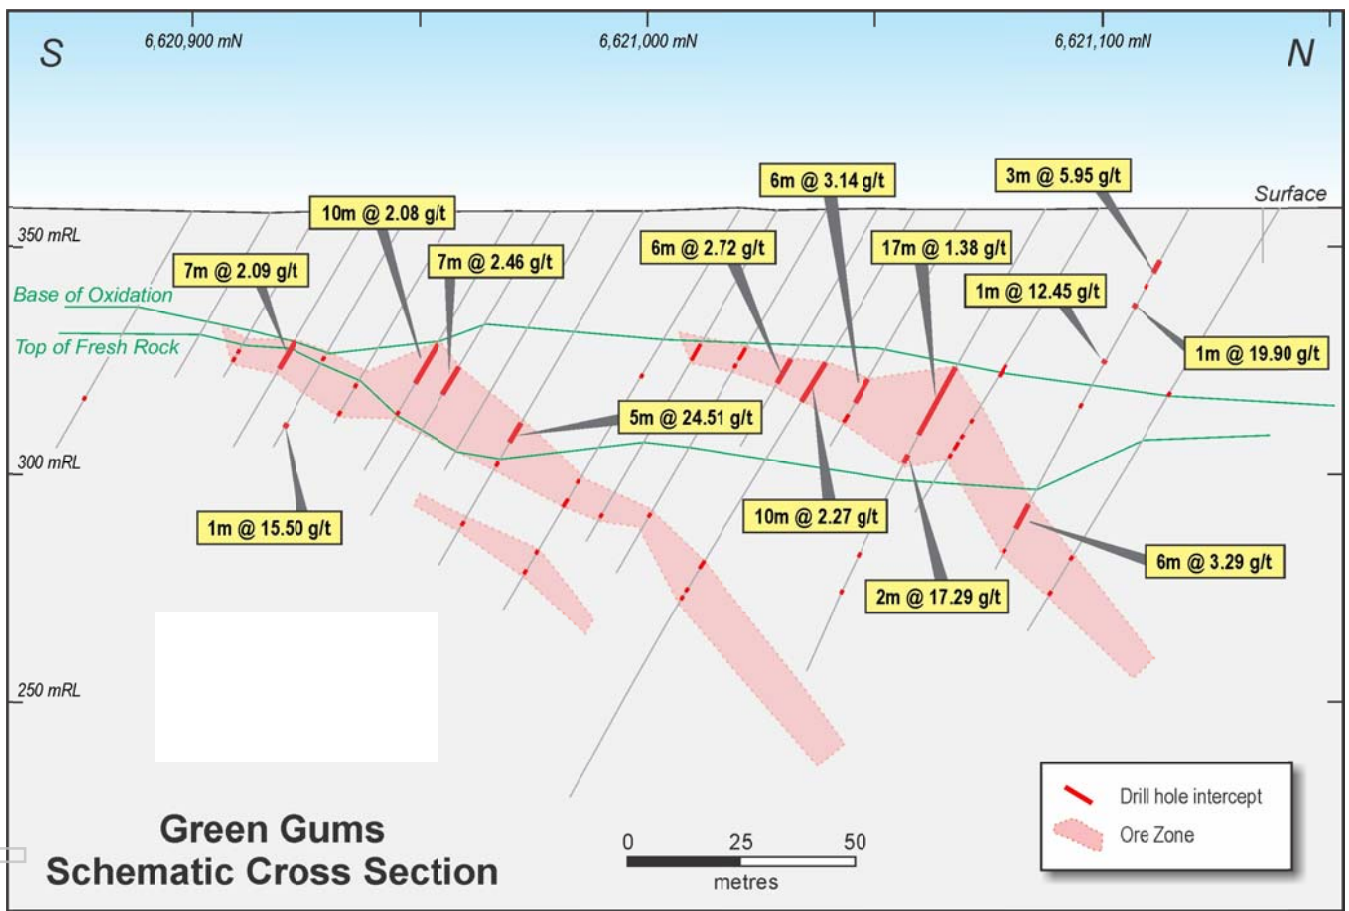 S
6,620,900 mN
6,621,000 mN
6,621,100 mN
N
3m @ 5.95 g/t
6m @ 3.14 g/t
Surface
10m @ 2.08 g/t
350 mRL
7m @ 2.09 g/t
7m @ 2.46 g/t
6m @ 2.72 g/t
17m @ 1.38 g/t
1m @ 12.45 g/t
Base of Oxidation
Top of Fresh Rock
1m @ 19.90 g/t
5m @ 24.51 g/t
300 mRL
1m @ 15.50 g/t
10m @ 2.27 g/t
6m @ 3.29 g/t
2m @ 17.29 g/t
250 mRL
Drill hole intercept
Ore Zone
Green Gums
Schematic Cross Section
0 25 50
metres